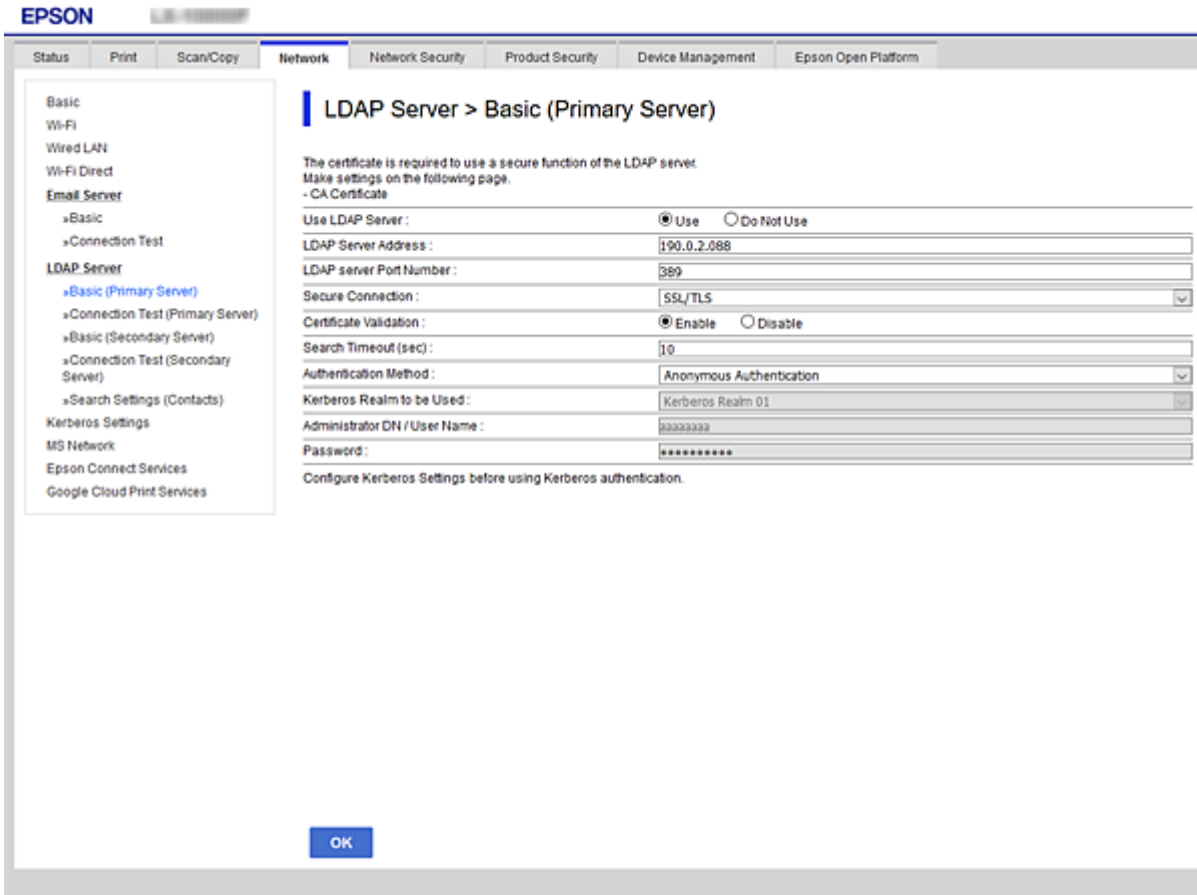 EPSON
Status Print Scan/Copy Network Network Security Product Security Device Management Epson Open Platform
Basic
Wi-Fi
Wired LAN
Wi-Fi Direct
Email Server
»Basic
»Connection Test
LDAP Server
»Basic (Primary Server)
»Connection Test (Primary Server)
»Basic (Secondary Server)
»Connection Test (Secondary
Server)
»Search Settings (Contacts)
Kerberos Settings
MS Network
Epson Connect Services
Google Cloud Print Services
LDAP Server > Basic (Primary Server)
The certificate is required to use a secure function of the LDAP server.
Make settings on the following page.
- CA Certificate
Use LDAP Server : Use Do Not Use
LDAP Server Address : 190.0.2.088
LDAP server Port Number : 389
Secure Connection : SSL/TLS
Certificate Validation : Enable Disable
Search Timeout (sec) : 10
Authentication Method : Anonymous Authentication
Kerberos Realm to be Used : Kerberos Realm 01
Administrator DN / User Name : aaaaaaaa
Password : ••••••••••
Configure Kerberos Settings before using Kerberos authentication.
OK